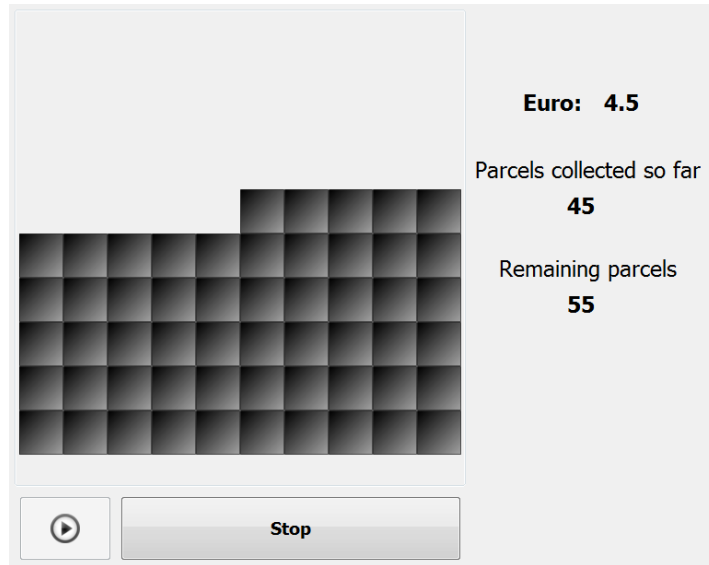 Euro: 4.5
Parcels collected so far
45
Remaining parcels
55
Stop